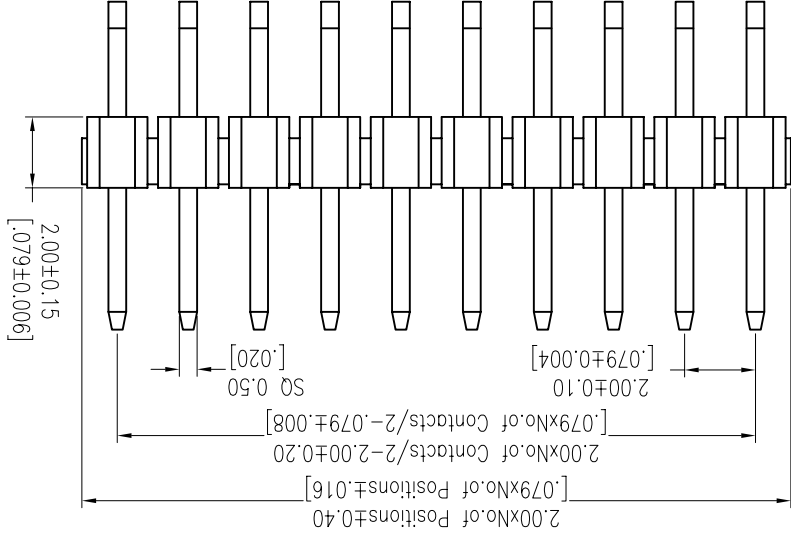 2.00xNo.of Positions±0.40
[.079xNo.of Positions±.016]
2.00xNo.of Contacts/2-2.00±0.20
[.079xNo.of Contacts/2-.079±.008]
2.00±0.10
[.079±0.004]
SQ 0.50
[.020]
2.00±0.15
[.079±0.006]